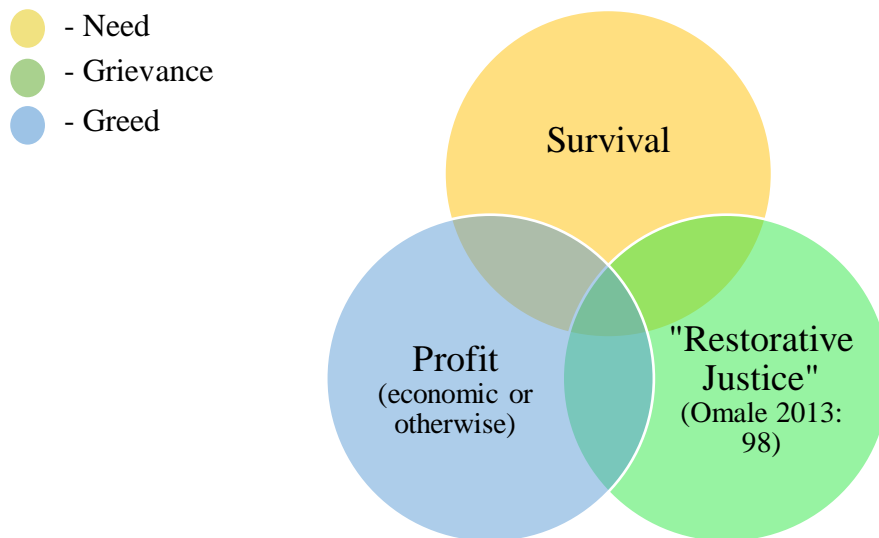 - Need
- Grievance
- Greed
Survival
Profit
(economic or
otherwise)
"Restorative
Justice"
(Omale 2013:
98)